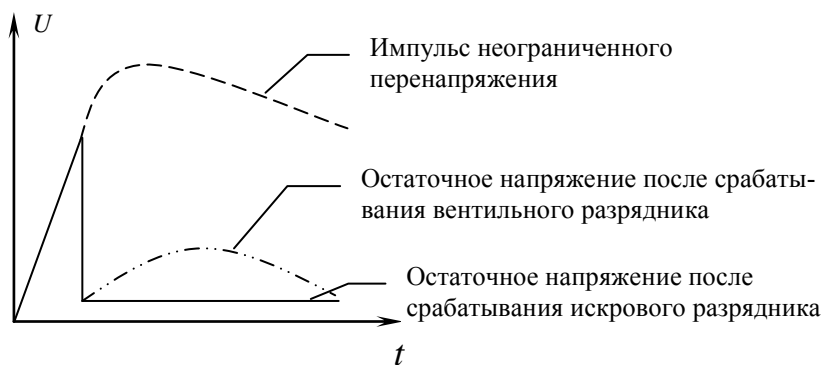 U
Импульс неограниченного
перенапряжения
Остаточное напряжение после срабаты-
вания вентильного разрядника
Остаточное напряжение после
срабатывания искрового разрядника
t